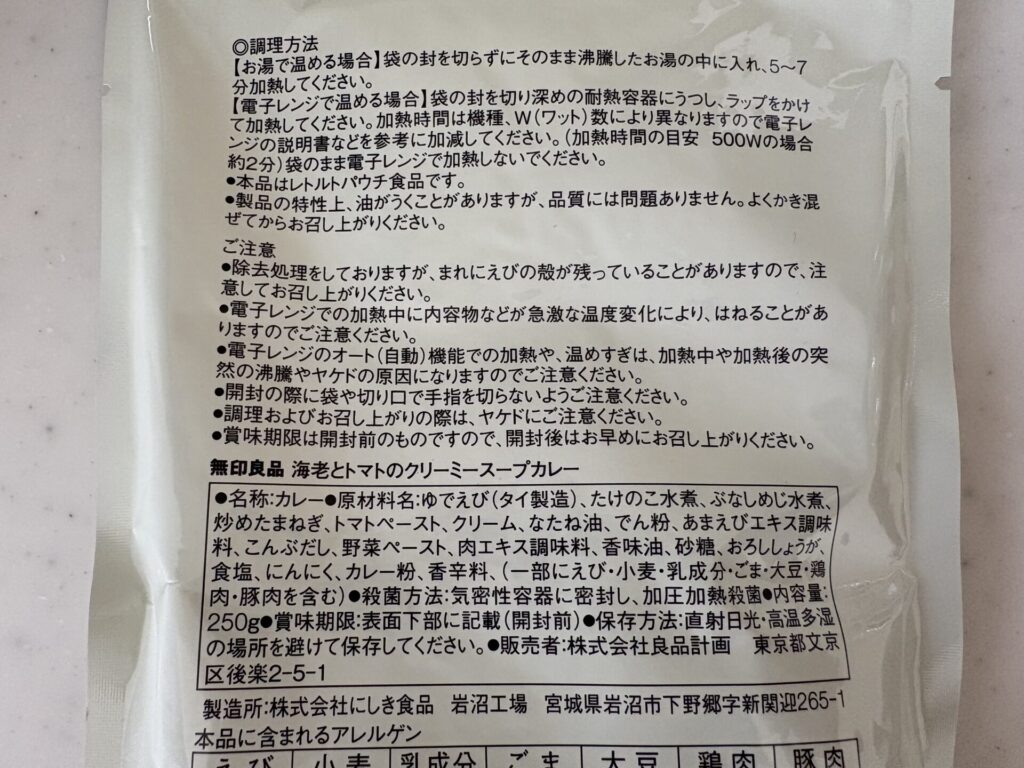 ◎調理方法
【お湯で温める場合】袋の封を切らずにそのまま沸騰したお湯の中に入れ、5〜7
分加熱してください。
【電子レンジで温める場合】袋の封を切り深めの耐熱容器にうつし、ラップをかけ
て加熱してください。加熱時間は機種、W(ワット)数により異なりますので電子レ
ンジの説明書などを参考に加減してください。(加熱時間の目安 500Wの場合
約2分)袋のまま電子レンジで加熱しないでください。
●本品はレトルトパウチ食品です。
●製品の特性上、油がうくことがありますが、品質には問題ありません。よくかき混
ぜてからお召し上がりください。
ご注意
●除去処理をしておりますが、まれにえびの殻が残っていることがありますので、注
意してお召し上がりください。
●電子レンジでの加熱中に内容物などが急激な温度変化により、はねることがあ
りますのでご注意ください。
●電子レンジのオート(自動)機能での加熱や、温めすぎは、加熱中や加熱後の突
然の沸騰やヤケドの原因になりますのでご注意ください。
●開封の際に袋や切り口で手指を切らないようご注意ください。
●調理およびお召し上がりの際は、ヤケドにご注意ください。
●賞味期限は開封前のものですので、開封後はお早めにお召し上がりください。
無印良品 海老とトマトのクリーミースープカレー
●名称:カレー●原材料名:ゆでえび(タイ製造)、たけのこ水煮、ぶなしめじ水煮、
炒めたまねぎ、トマトペースト、クリーム、なたね油、でん粉、あまえびエキス調味
料、こんぶだし、野菜ペースト、肉エキス調味料、香味油、砂糖、おろししょうが、
食塩、にんにく、カレー粉、香辛料、(一部にえび・小麦・乳成分・ごま・大豆・鶏
肉・豚肉を含む)●殺菌方法:気密性容器に密封し、加圧加熱殺菌●内容量:
250g●賞味期限:表面下部に記載(開封前)●保存方法:直射日光・高温多湿
の場所を避けて保存してください。●販売者:株式会社良品計画 東京都文京
区後楽2-5-1
製造所:株式会社にしき食品 岩沼工場 宮城県岩沼市下野郷字新関迎265-1
本品に含まれるアレルゲン
えび 小麦 乳成分 ごま 大豆 鶏肉 豚肉